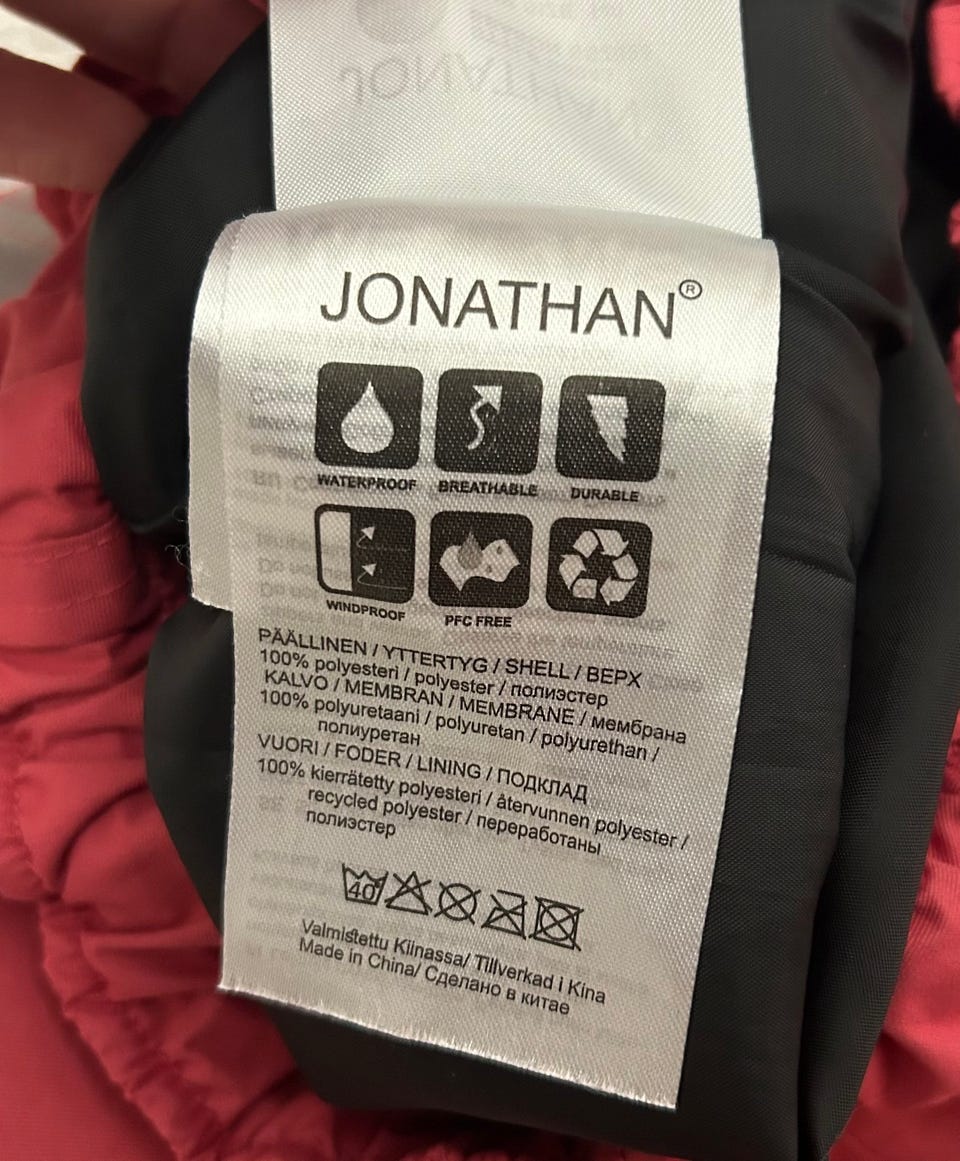 JONATHAN
JONATHAN®
WATERPROOF BREATHABLE DURABLE
WINDPROOF PFC FREE
PÄÄLLINEN / YTTERTYG / SHELL / ВЕРХ
100% polyesteri / polyester / полиэстер
KALVO / MEMBRAN / MEMBRANE / мембрана
100% polyuretaani / polyuretan / polyurethan /
полиуретан
VUORI / FODER / LINING / ПОДКЛАД
100% kierrätetty polyesteri / återvunnen polyester /
recycled polyester / переработаны
полиэстер
40
Valmistettu Kiinassa/ Tillverkad i Kina
Made in China/ Сделано в китае